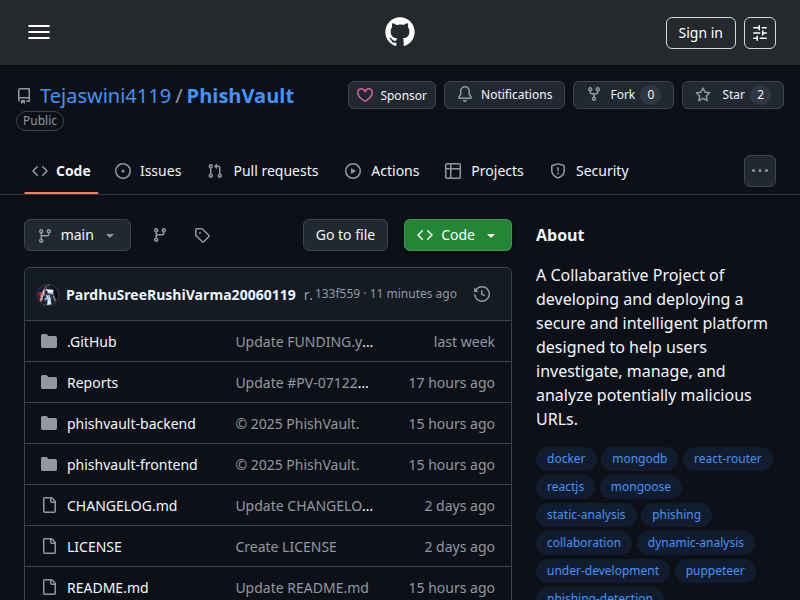 Sign in
Tejaswini4119 / PhishVault
Public
Sponsor
Notifications
Fork 0
Star 2
Code
Issues
Pull requests
Actions
Projects
Security
main
Go to file
Code
PardhuSreeRushiVarma20060119 r. 133f559 · 11 minutes ago
.GitHub Update FUNDING.y... last week
Reports Update #PV-07122... 17 hours ago
phishvault-backend © 2025 PhishVault. 15 hours ago
phishvault-frontend © 2025 PhishVault. 15 hours ago
CHANGELOG.md Update CHANGELO... 2 days ago
LICENSE Create LICENSE 2 days ago
README.md Update README.md 15 hours ago
About
A Collabarative Project of
developing and deploying a
secure and intelligent platform
designed to help users
investigate, manage, and
analyze potentially malicious
URLs.
docker mongodb react-router
reactjs mongoose
static-analysis phishing
collaboration dynamic-analysis
under-development puppeteer
phishing-detection